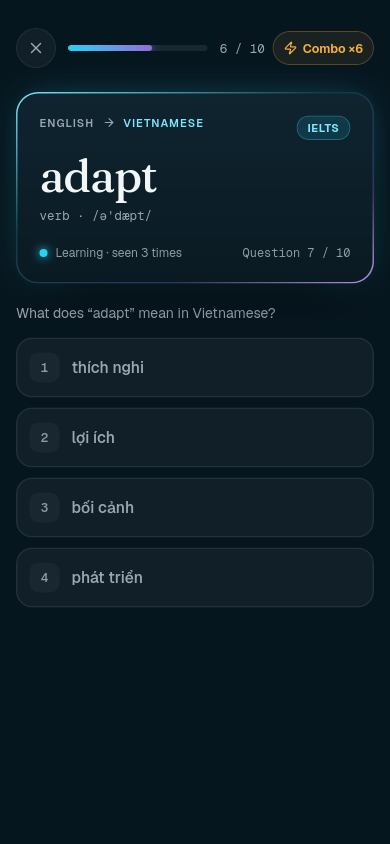 6 / 10
Combo ×6
ENGLISH → VIETNAMESE
IELTS
adapt
verb · /ə'dæpt/
Learning · seen 3 times
Question 7 / 10
What does “adapt” mean in Vietnamese?
1 thích nghi
2 lợi ích
3 bối cảnh
4 phát triển